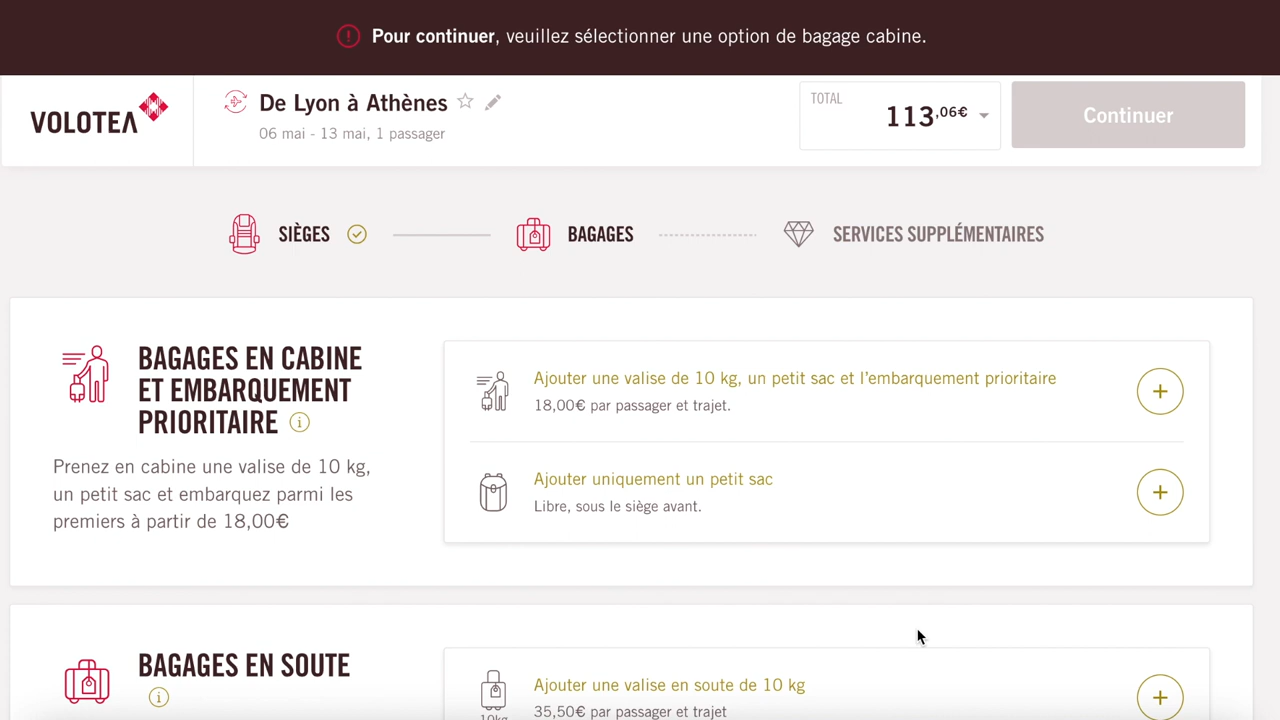 Pour continuer, veuillez sélectionner une option de bagage cabine.
VOLOTEA
De Lyon à Athènes
06 mai - 13 mai, 1 passager
TOTAL
113,06€
Continuer
SIÈGES
BAGAGES
SERVICES SUPPLÉMENTAIRES
BAGAGES EN CABINE
ET EMBARQUEMENT
PRIORITAIRE
Prenez en cabine une valise de 10 kg,
un petit sac et embarquez parmi les
premiers à partir de 18,00€
Ajouter une valise de 10 kg, un petit sac et l'embarquement prioritaire
18,00€ par passager et trajet.
Ajouter uniquement un petit sac
Libre, sous le siège avant.
BAGAGES EN SOUTE
Ajouter une valise en soute de 10 kg
35,50€ par passager et trajet
10kg